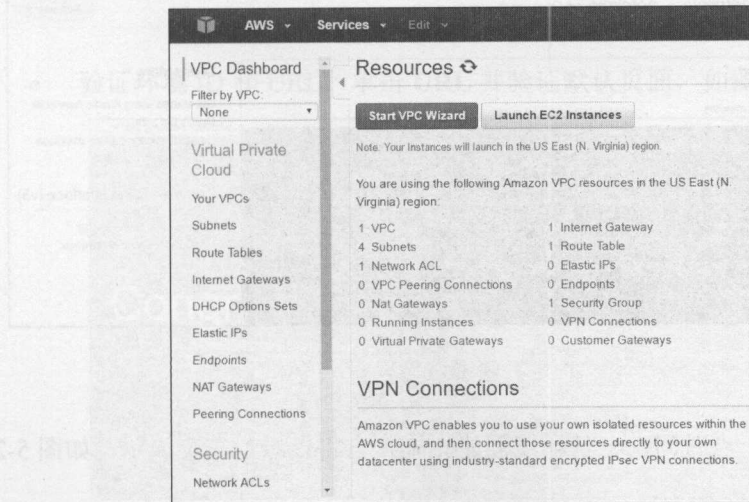 AWS Services Edit
VPC Dashboard
Filter by VPC:
None
Virtual Private
Cloud
Your VPCs
Subnets
Route Tables
Internet Gateways
DHCP Options Sets
Elastic IPs
Endpoints
NAT Gateways
Peering Connections
Security
Network ACLs
Resources
Start VPC Wizard Launch EC2 Instances
Note: Your Instances will launch in the US East (N. Virginia) region.
You are using the following Amazon VPC resources in the US East (N.
Virginia) region:
1 VPC
4 Subnets
1 Network ACL
0 VPC Peering Connections
0 Nat Gateways
0 Running Instances
0 Virtual Private Gateways
1 Internet Gateway
1 Route Table
0 Elastic IPs
0 Endpoints
1 Security Group
0 VPN Connections
0 Customer Gateways
VPN Connections
Amazon VPC enables you to use your own isolated resources within the
AWS cloud, and then connect those resources directly to your own
datacenter using industry-standard encrypted IPsec VPN connections.